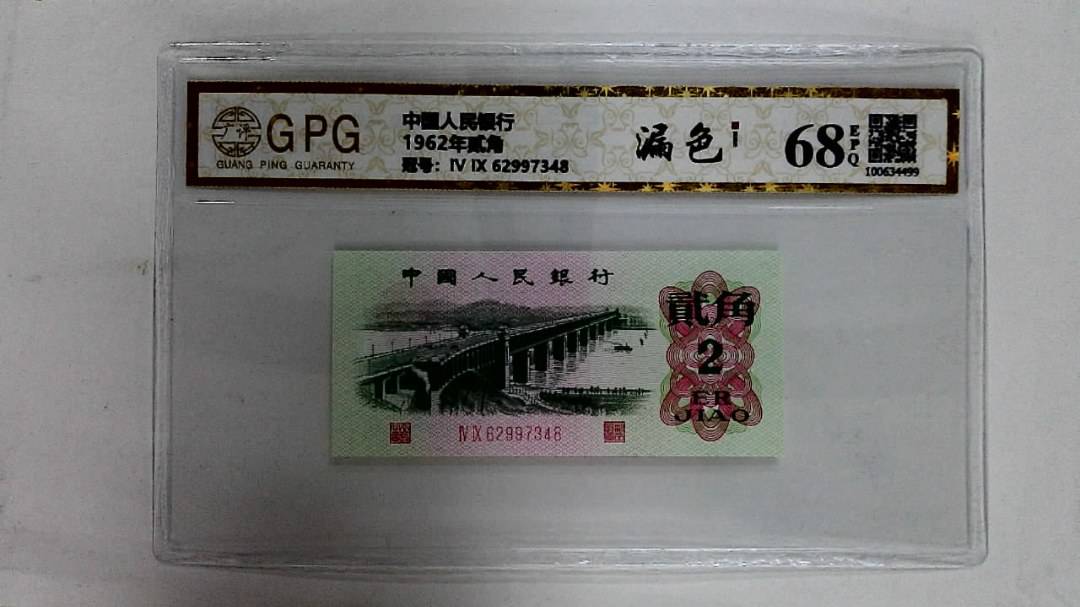 广评
GPG
GUANG PING GUARANTY
中國人民銀行
1962年貳角
冠号：Ⅳ Ⅸ 62997348
漏色
68
EPQ
100634499
中國人民銀行
貳角
2
ER
JIAO
Ⅳ Ⅸ 62997348